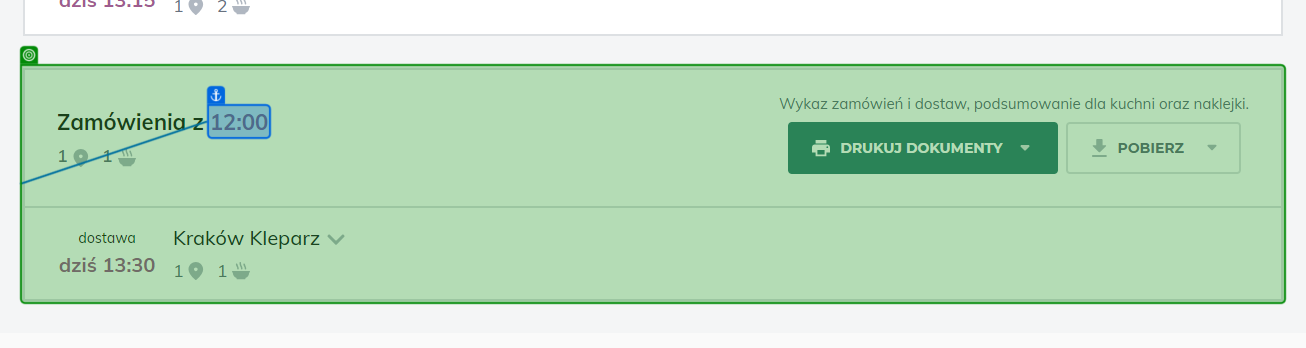 dziś 13:15
1 2
Zamówienia z 12:00
1 1
Wykaz zamówień i dostaw, podsumowanie dla kuchni oraz naklejki.
DRUKUJ DOKUMENTY
POBIERZ
dostawa
dziś 13:30
Kraków Kleparz
1 1